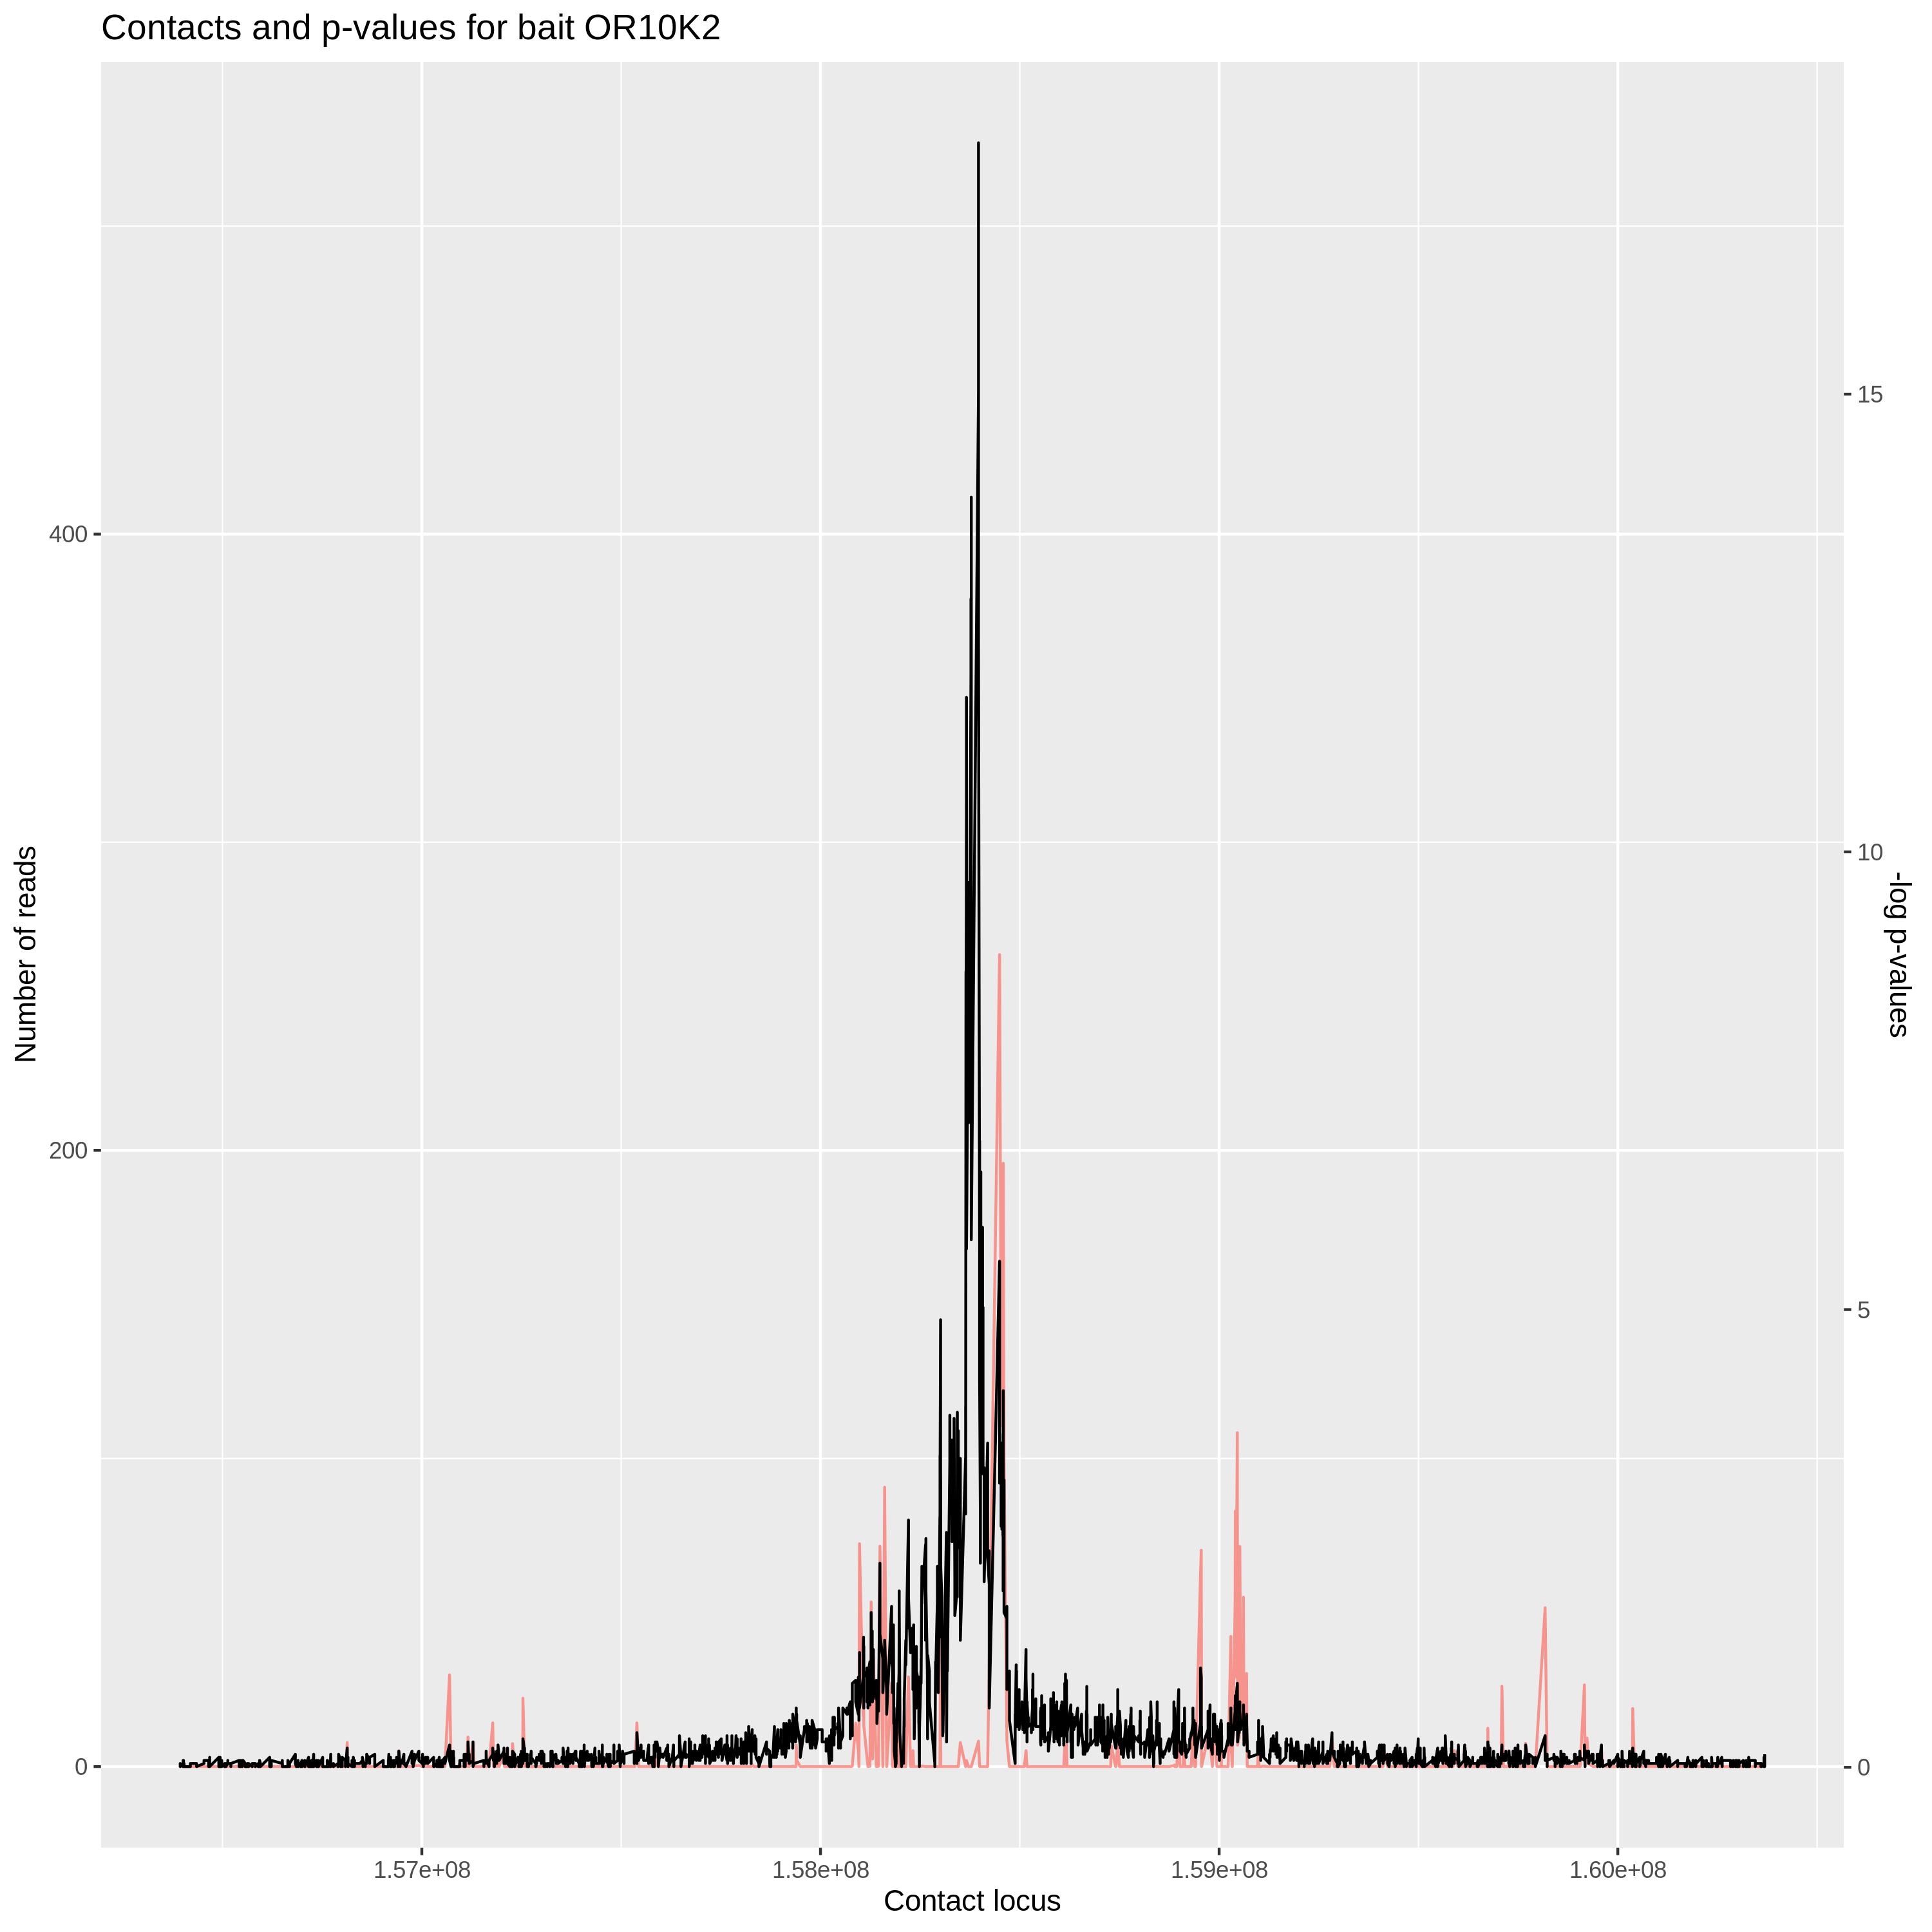 Contacts and p-values for bait OR10K2
400
200
0
Number of reads
15
10
5
0
-log p-values
1.57e+08
1.58e+08
1.59e+08
1.60e+08
Contact locus